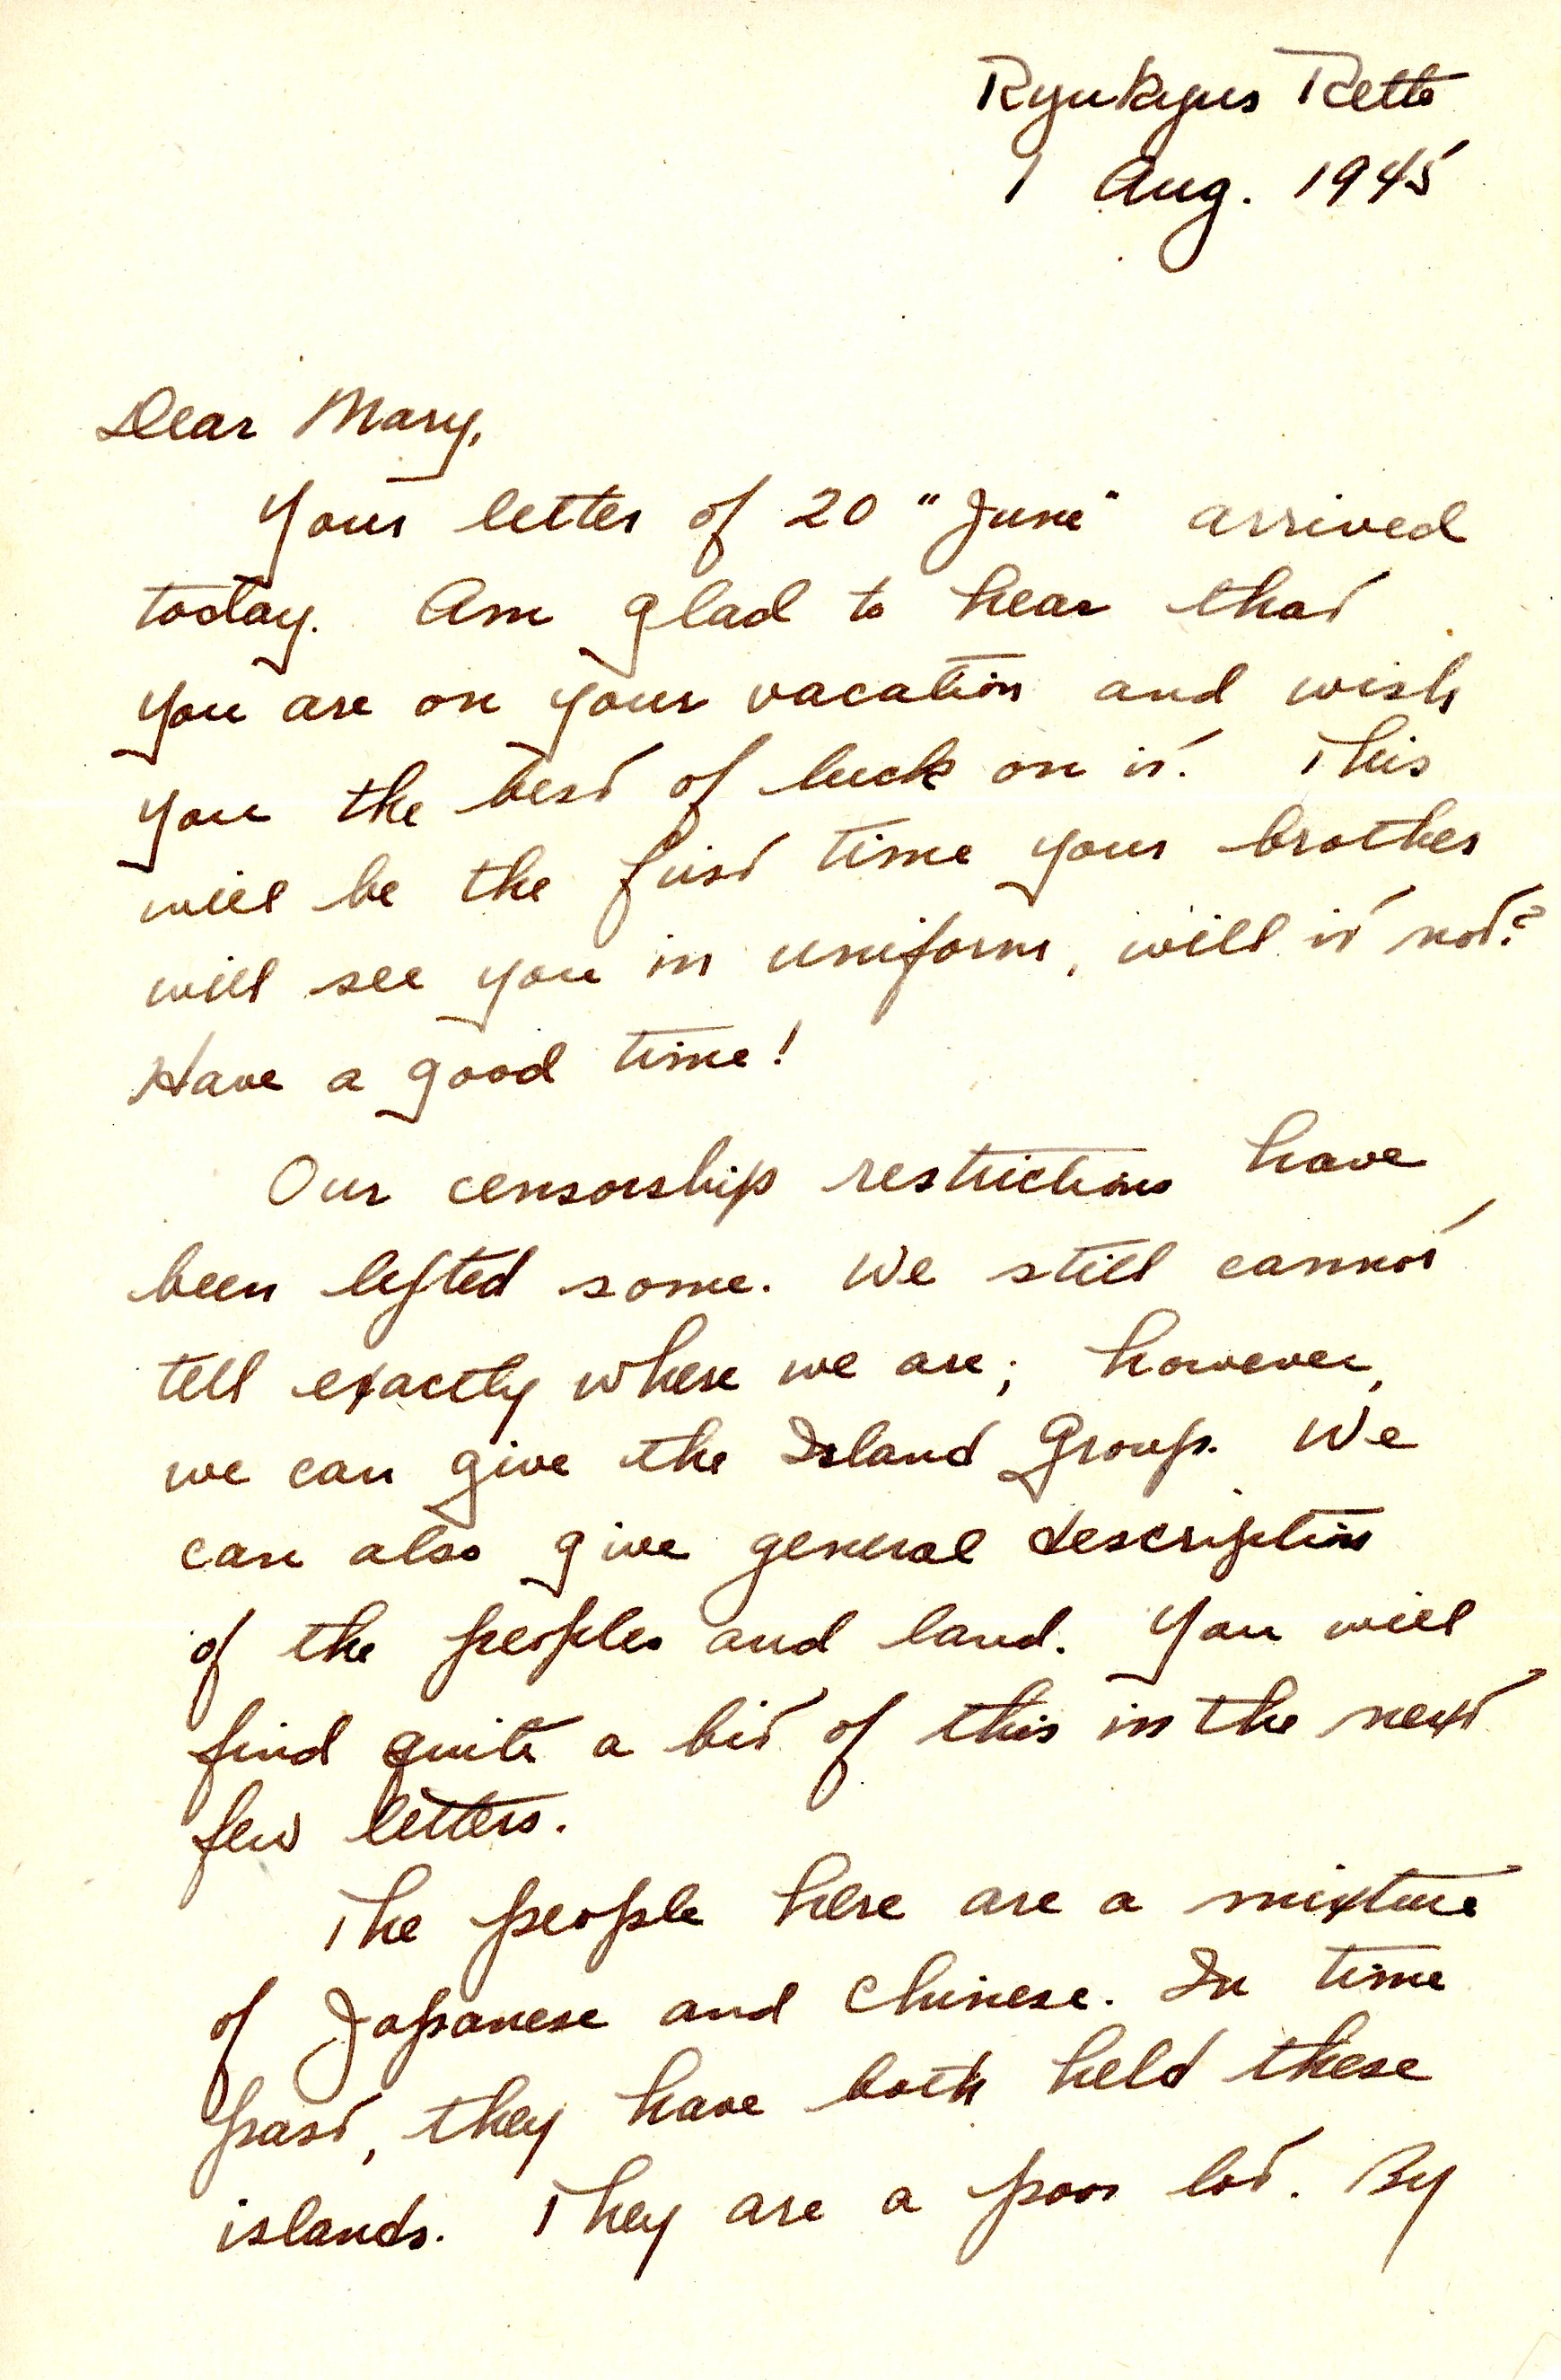 Ryukyus Retto
1 Aug. 1945
Dear Mary,
Your letter of 20 "June" arrived
today. Am glad to hear that
you are on your vacation and wish
you the best of luck on it. This
will be the first time your brother
will see you in uniform, will it not?
Have a good time!
Our censorship restrictions have
been lifted some. We still cannot
tell exactly where we are; however,
we can give the Island Group. We
can also give general description
of the peoples and land. You will
find quite a bit of this in the next
few letters.
The people here are a mixture
of Japanese and Chinese. In time
past, they have both held these
islands. They are a poor lot. By